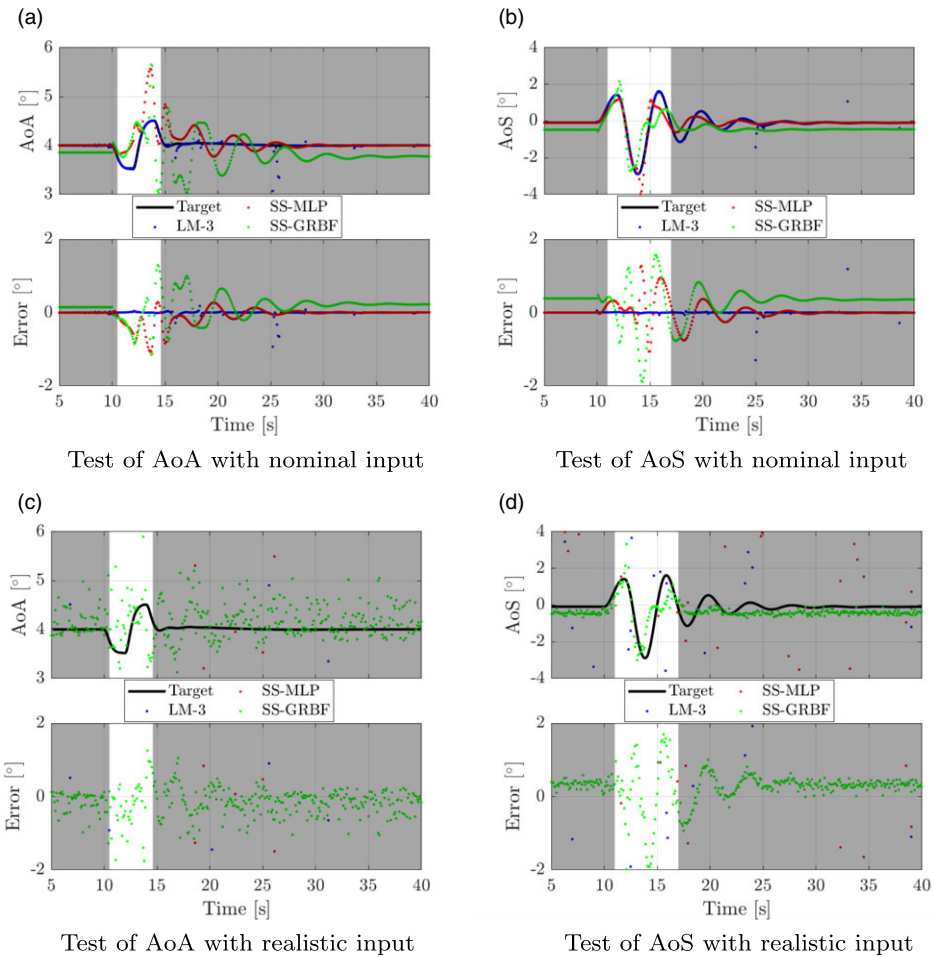 (a)
6
5
4
3
AoA [°]
Target
SS-MLP
LM-3
SS-GRBF
2
0
-2
Error [°]
5 10 15 20 25 30 35 40
Time [s]
Test of AoA with nominal input
(b)
4
2
0
-2
-4
AoS [°]
Target
SS-MLP
LM-3
SS-GRBF
2
0
-2
Error [°]
5 10 15 20 25 30 35 40
Time [s]
Test of AoS with nominal input
(c)
6
5
4
3
AoA [°]
Target
SS-MLP
LM-3
SS-GRBF
2
0
-2
Error [°]
5 10 15 20 25 30 35 40
Time [s]
Test of AoA with realistic input
(d)
4
2
0
-2
-4
AoS [°]
Target
SS-MLP
LM-3
SS-GRBF
2
0
-2
Error [°]
5 10 15 20 25 30 35 40
Time [s]
Test of AoS with realistic input